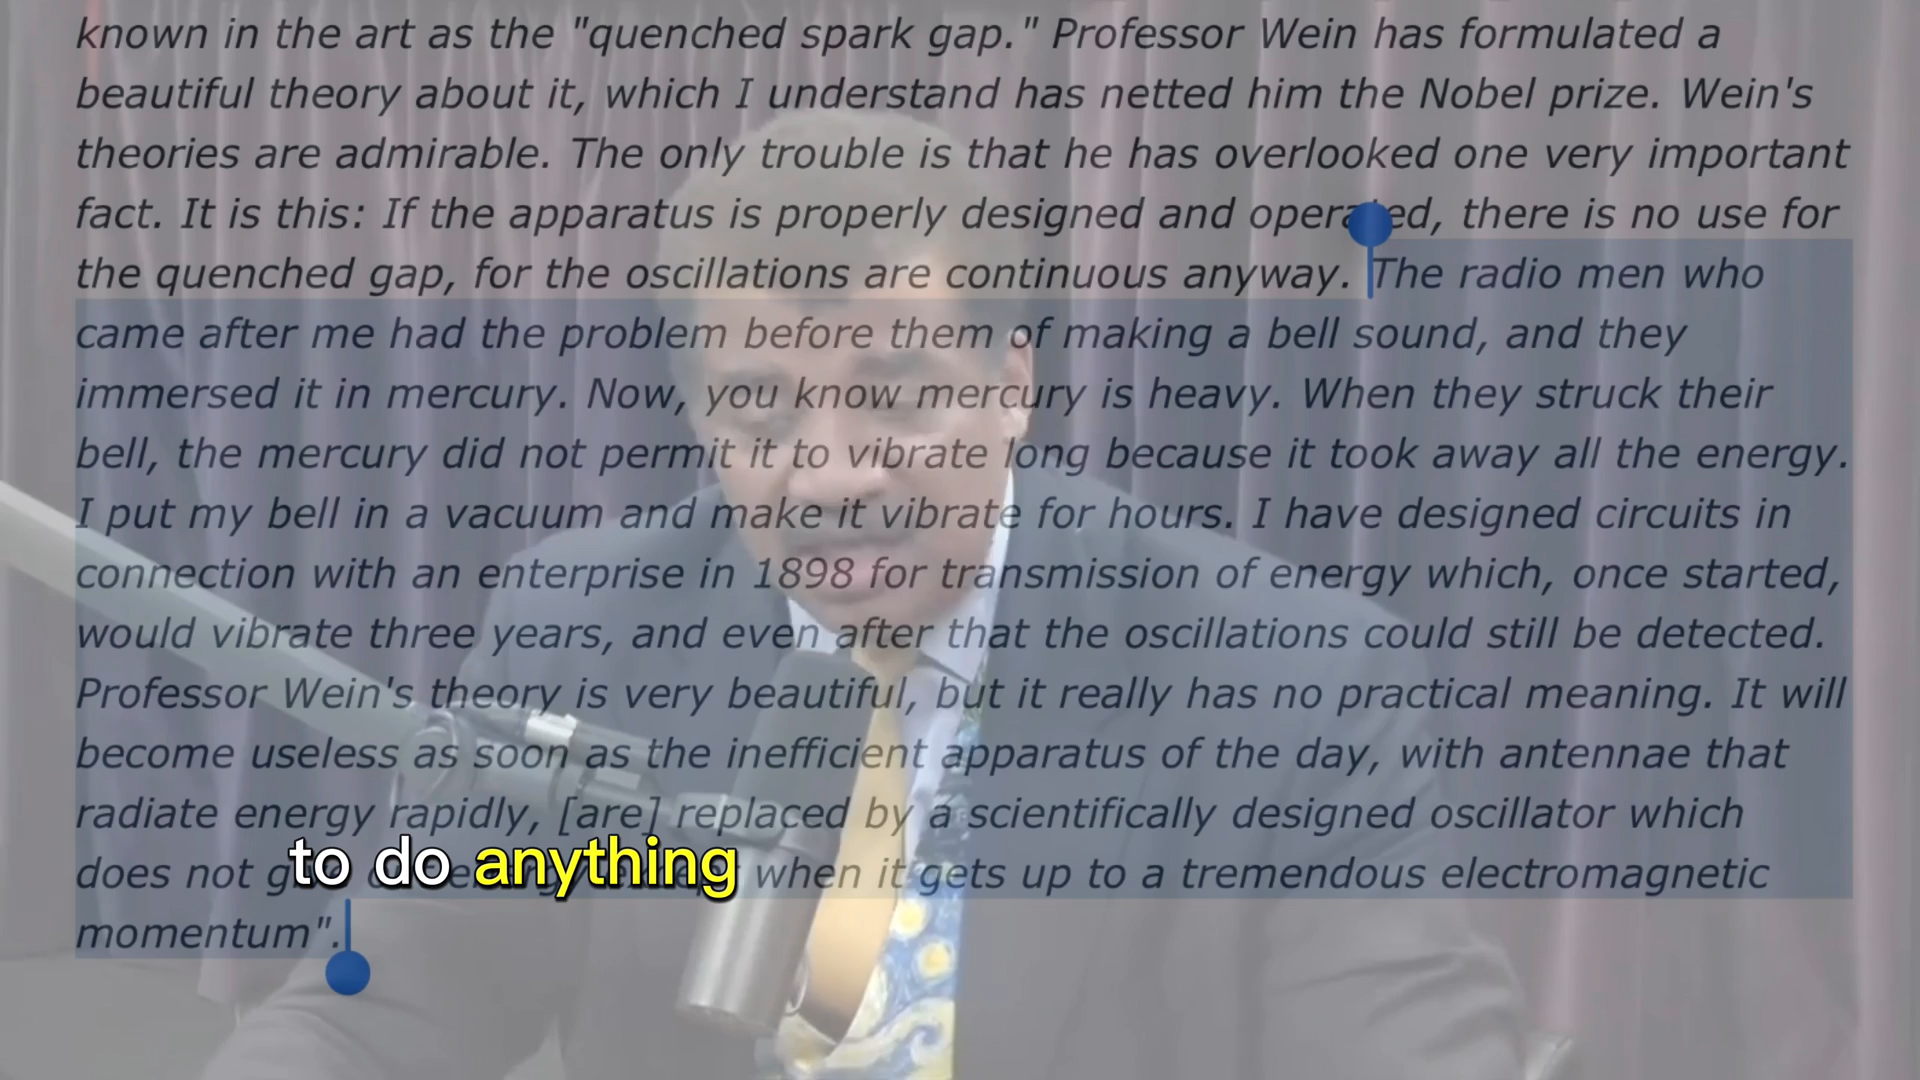 known in the art as the "quenched spark gap." Professor Wein has formulated a
beautiful theory about it, which I understand has netted him the Nobel prize. Wein's
theories are admirable. The only trouble is that he has overlooked one very important
fact. It is this: If the apparatus is properly designed and operated, there is no use for
the quenched gap, for the oscillations are continuous anyway. The radio men who
came after me had the problem before them of making a bell sound, and they
immersed it in mercury. Now, you know mercury is heavy. When they struck their
bell, the mercury did not permit it to vibrate long because it took away all the energy.
I put my bell in a vacuum and make it vibrate for hours. I have designed circuits in
connection with an enterprise in 1898 for transmission of energy which, once started,
would vibrate three years, and even after that the oscillations could still be detected.
Professor Wein's theory is very beautiful, but it really has no practical meaning. It will
become useless as soon as the inefficient apparatus of the day, with antennae that
radiate energy rapidly, [are] replaced by a scientifically designed oscillator which
does not when it gets up to a tremendous electromagnetic
to do anything
momentum".